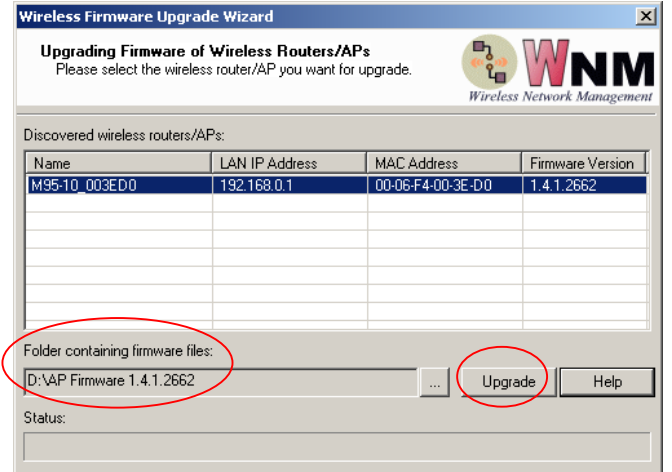 Wireless Firmware Upgrade Wizard
Upgrading Firmware of Wireless Routers/APs
Please select the wireless router/AP you want for upgrade.
WNM
Wireless Network Management
Discovered wireless routers/APs:
Name LAN IP Address MAC Address Firmware Version
M95-10_003ED0 192.168.0.1 00-06-F4-00-3E-D0 1.4.1.2662
Folder containing firmware files:
D:\AP Firmware 1.4.1.2662 ... Upgrade Help
Status: